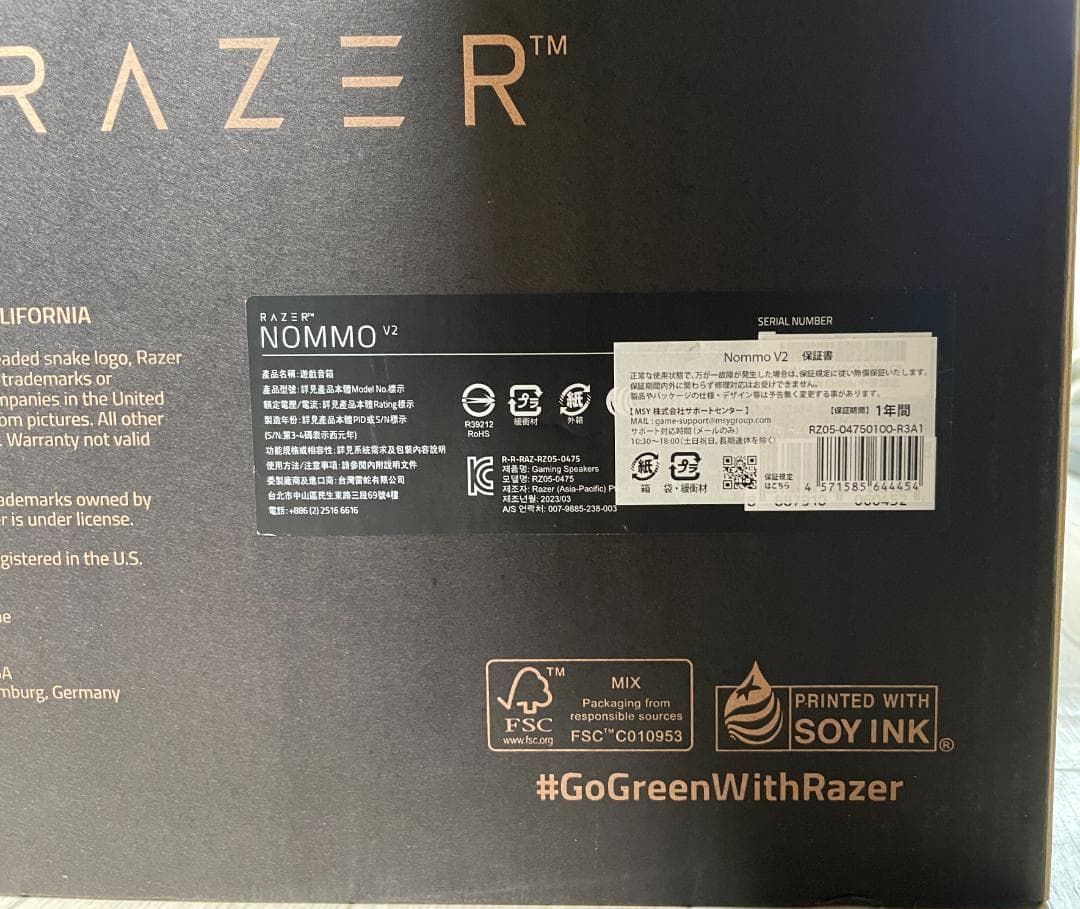 RAZER™
LIFORNIA
eaded snake logo, Razer
trademarks or
mpanies in the United
om pictures. All other
. Warranty not valid
ademarks owned by
r is under license.
gistered in the U.S.
ne
SA
mburg, Germany
RAZER™
NOMMO V2
產品名稱:遊戲音箱
產品型號:詳見產品本體Model No.標示
額定電壓/電流:詳見產品本體Rating標示
製造年份:詳見產品本體PID或S/N標示
(S/N:第3-4碼表示西元年)
功能規格或相容性:詳見系統需求及包裝內容說明
使用方法/注意事項:請參閱內附說明文件
委製廠商及進口商:台灣雷蛇有限公司
台北市中山區民生東路三段69號4樓
電話:+886 (2) 2516 6616
R39212
RoHS
プラ
緩衝材
紙
外箱
R-R-RAZ-RZ05-0475
제품명: Gaming Speakers
모델명: RZ05-0475
제조자: Razer (Asia-Pacific) P
제조년월: 2023/03
A/S 연락처: 007-9885-238-003
SERIAL NUMBER
Nommo V2 保証書
正常な使用状態で、万が一故障が発生した場合は、保証規定に従い無償保証いたします。
保証期間内外に関わらず修理対応はお受けできません。
製品やパッケージの仕様・デザイン等は予告無く変更する事があります。
【 MSY 株式会社サポートセンター 】
【保証期間】 1年間
MAIL : game-support@msygroup.com
サポート対応時間 (メールのみ)
10:30～18:00 (土日祝日、長期連休を除く)
RZ05-04750100-R3A1
紙
箱
プラ
袋・緩衝材
保証規定
はこちら
4 571585 644454
FSC™
www.fsc.org
MIX
Packaging from
responsible sources
FSC™ C010953
PRINTED WITH
SOY INK®
#GoGreenWithRazer